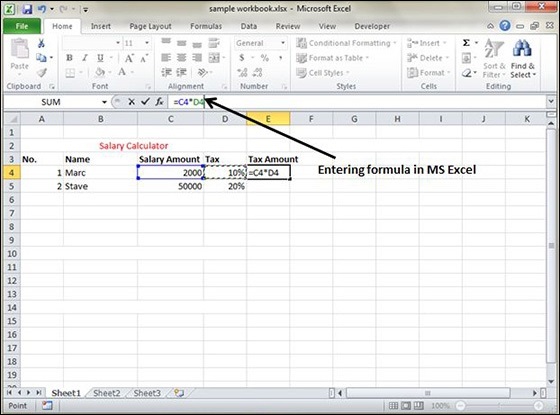 sample workbook.xlsx - Microsoft Excel
File Home Insert Page Layout Formulas Data Review View
Paste
11
General
Conditional Formatting
Format as Table
Cell Styles
Insert
Delete
Format
Sort & Filter
Find & Select
Clipboard Font Alignment Number Styles Cells Editing
SUM fx =C4*D4
A B C D E F G H I J K
1
2 Salary Calculator
3 No. Name Salary Amount Tax Tax Amount
4 1 Marc 2000 10% =C4*D4
5 2 Stave 50000 20%
6
7
8
9
10
11
12
13
14
15
16
17
18
19
Entering formula in MS Excel
Sheet1 Sheet2 Sheet3
Point 100%